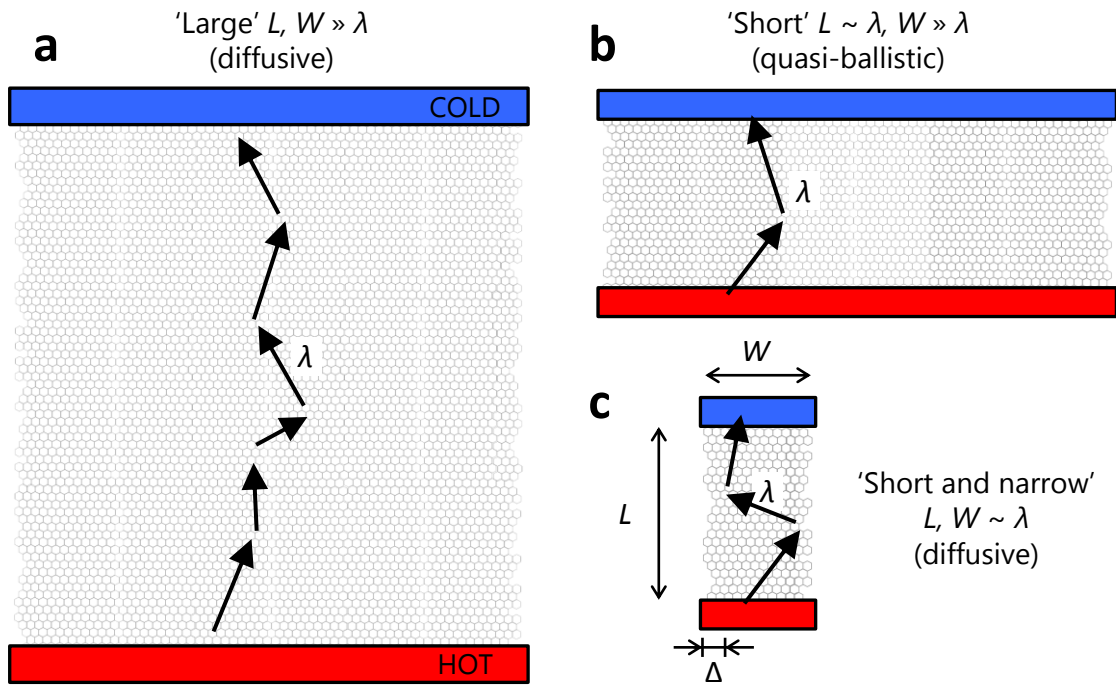 a
‘Large’ L, W » λ
(diffusive)
COLD
λ
HOT
b
‘Short’ L ~ λ, W » λ
(quasi-ballistic)
λ
c
W
L
λ
Δ
‘Short and narrow’
L, W ~ λ
(diffusive)